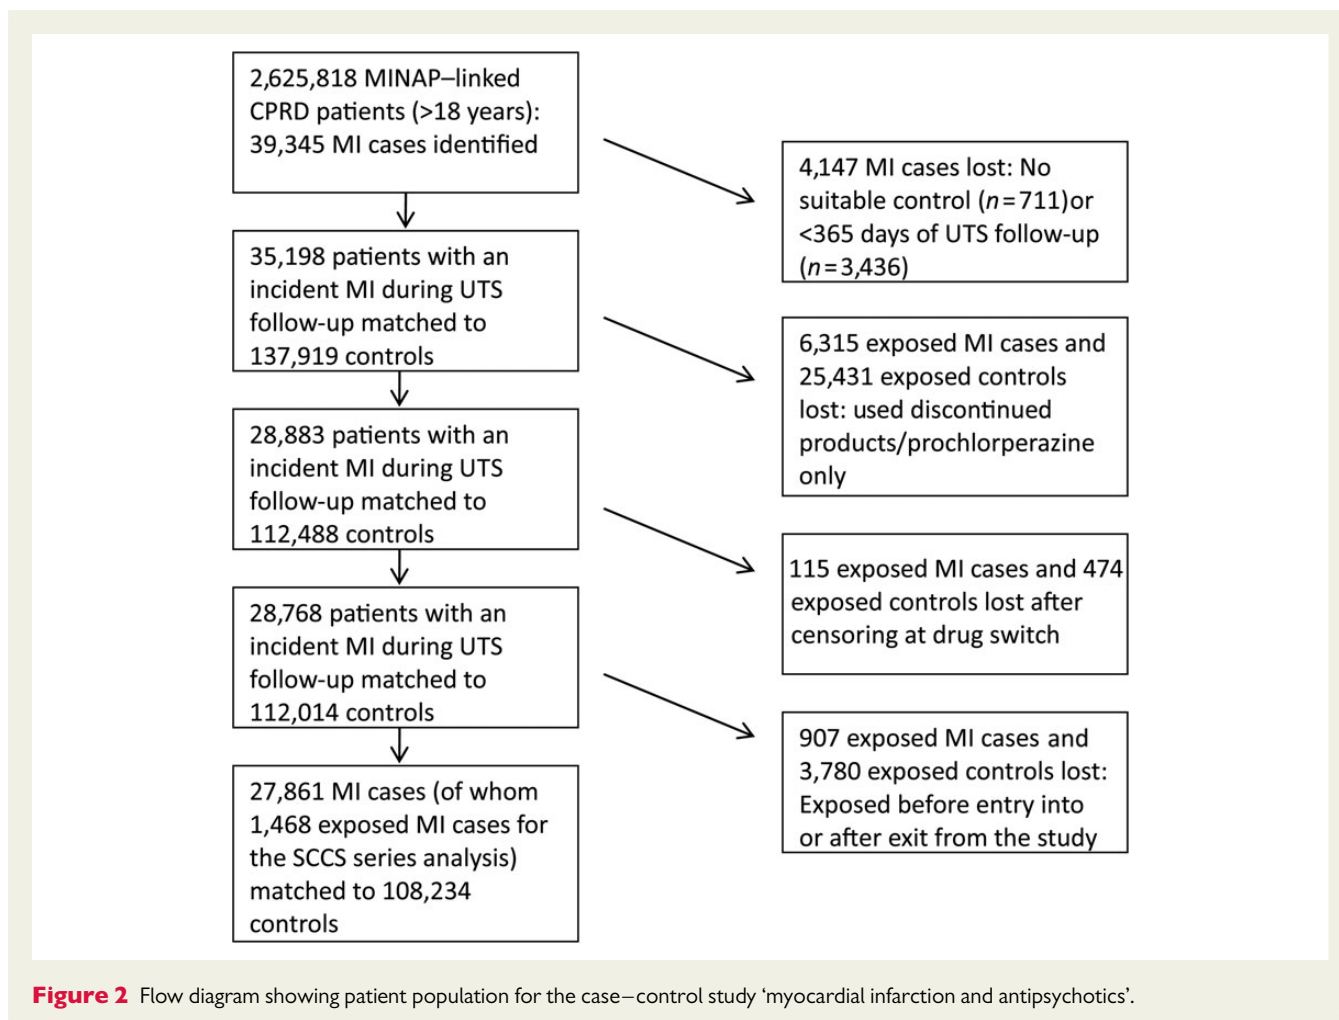 2,625,818 MINAP–linked
CPRD patients (>18 years):
39,345 MI cases identified
4,147 MI cases lost: No
suitable control (n=711)or
<365 days of UTS follow-up
(n=3,436)
35,198 patients with an
incident MI during UTS
follow-up matched to
137,919 controls
6,315 exposed MI cases and
25,431 exposed controls
lost: used discontinued
products/prochlorperazine
only
28,883 patients with an
incident MI during UTS
follow-up matched to
112,488 controls
115 exposed MI cases and 474
exposed controls lost after
censoring at drug switch
28,768 patients with an
incident MI during UTS
follow-up matched to
112,014 controls
907 exposed MI cases and
3,780 exposed controls lost:
Exposed before entry into
or after exit from the study
27,861 MI cases (of whom
1,468 exposed MI cases for
the SCCS series analysis)
matched to 108,234
controls
Figure 2 Flow diagram showing patient population for the case–control study ‘myocardial infarction and antipsychotics’.